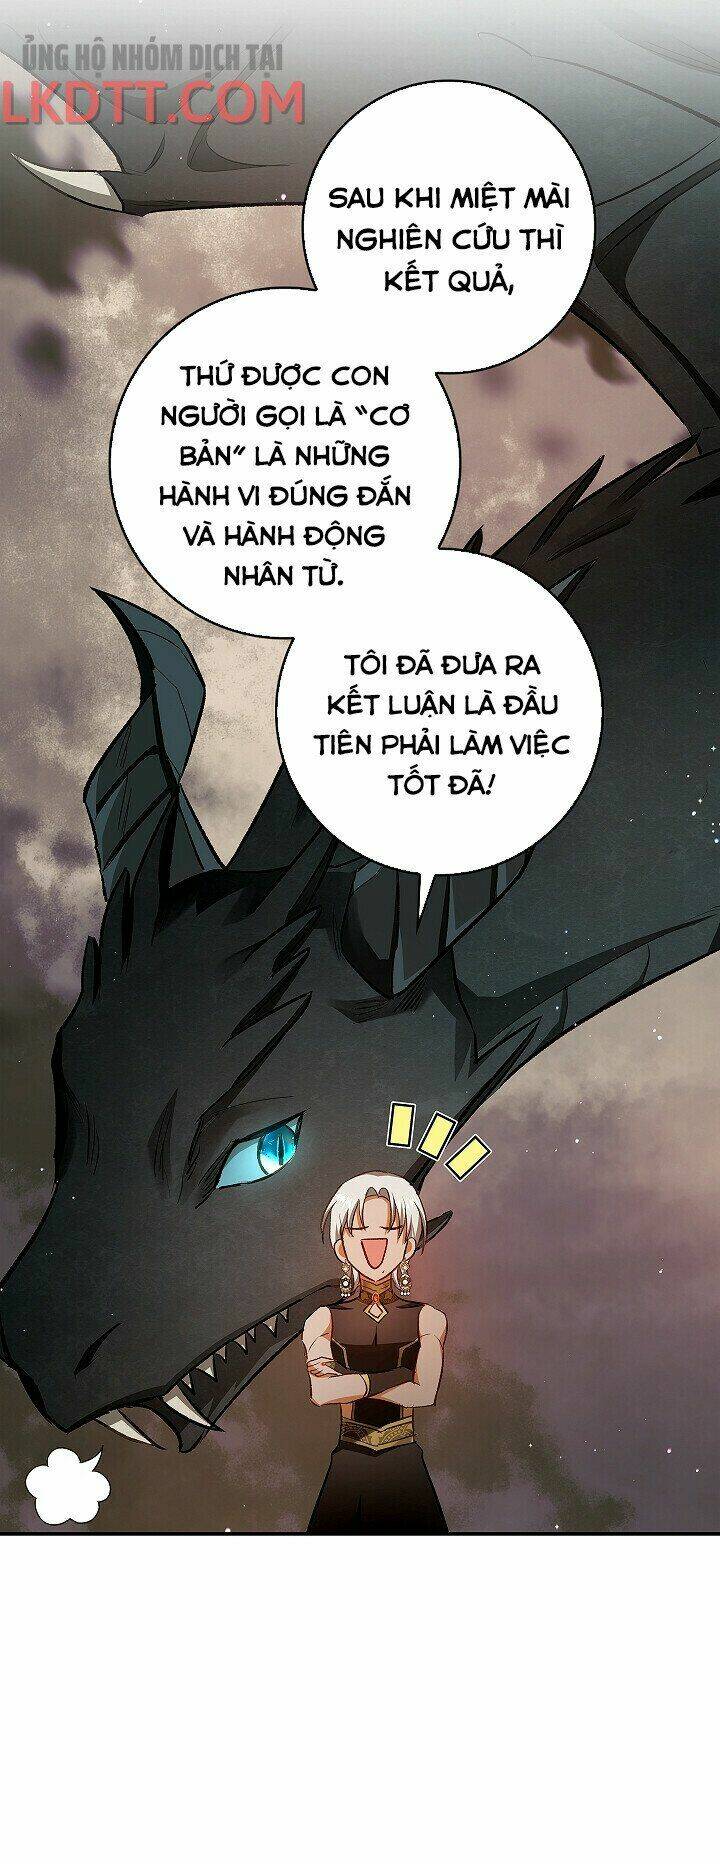 ỦNG HỘ NHÓM DỊCH TẠI
LKDTT.COM
SAU KHI MIỆT MÀI
NGHIÊN CỨU THÌ
KẾT QUẢ,
THỨ ĐƯỢC CON
NGƯỜI GỌI LÀ “CƠ
BẢN” LÀ NHỮNG
HÀNH VI ĐÚNG ĐẮN
VÀ HÀNH ĐỘNG
NHÂN TỪ.
TÔI ĐÃ ĐƯA RA
KẾT LUẬN LÀ ĐẦU
TIÊN PHẢI LÀM VIỆC
TỐT ĐÃ!